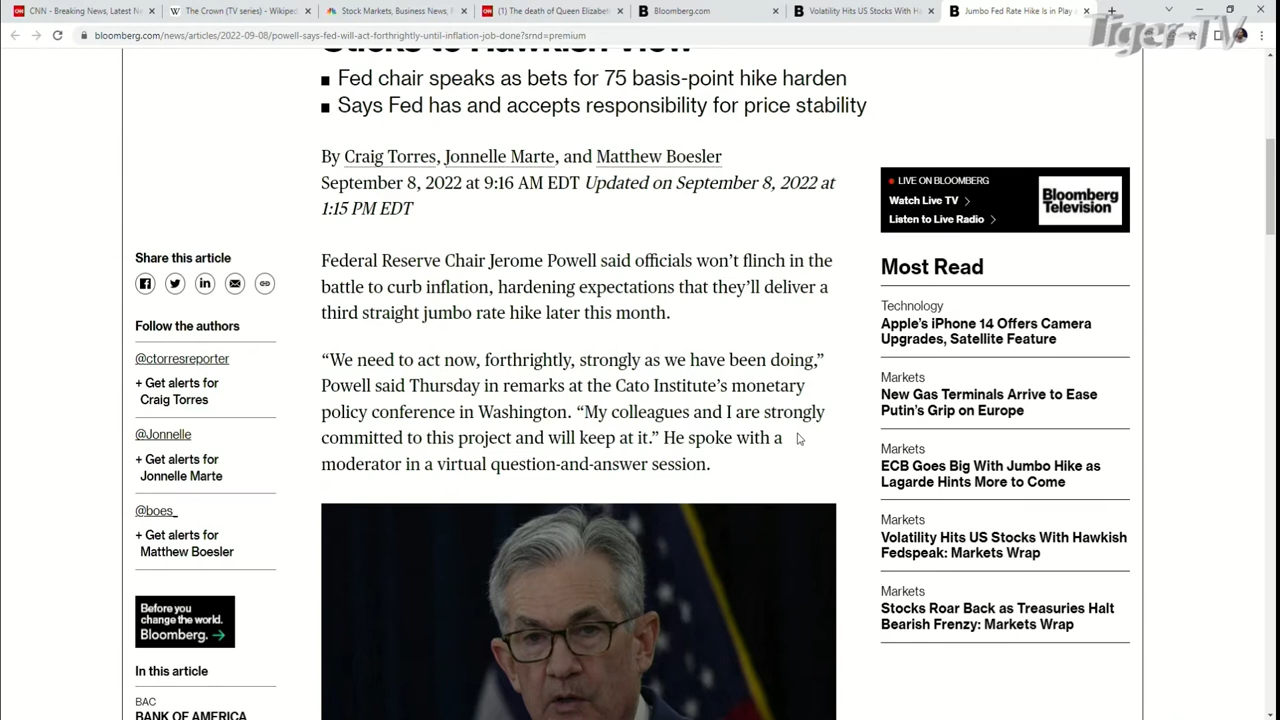 CNN - Breaking News, Latest Ne
The Crown (TV series) - Wikiped
Stock Markets, Business News, F
(1) The death of Queen Elizabet
Bloomberg.com
Volatility Hits US Stocks With Ha
Jumbo Fed Rate Hike Is in Play a
Tiger-TV
bloomberg.com/news/articles/2022-09-08/powell-says-fed-will-act-forthrightly-until-inflation-job-done?srnd=premium
Sticks to Hawkish View
Fed chair speaks as bets for 75 basis-point hike harden
Says Fed has and accepts responsibility for price stability
By Craig Torres, Jonnelle Marte, and Matthew Boesler
September 8, 2022 at 9:16 AM EDT Updated on September 8, 2022 at
1:15 PM EDT
Share this article
Follow the authors
@ctorresreporter
+ Get alerts for
Craig Torres
@Jonnelle
+ Get alerts for
Jonnelle Marte
@boes_
+ Get alerts for
Matthew Boesler
Before you
change the world.
Bloomberg.
In this article
BAC
BANK OF AMERICA
Federal Reserve Chair Jerome Powell said officials won’t flinch in the
battle to curb inflation, hardening expectations that they’ll deliver a
third straight jumbo rate hike later this month.
“We need to act now, forthrightly, strongly as we have been doing,”
Powell said Thursday in remarks at the Cato Institute’s monetary
policy conference in Washington. “My colleagues and I are strongly
committed to this project and will keep at it.” He spoke with a
moderator in a virtual question-and-answer session.
LIVE ON BLOOMBERG
Watch Live TV
Listen to Live Radio
Bloomberg
Television
Most Read
Technology
Apple’s iPhone 14 Offers Camera
Upgrades, Satellite Feature
Markets
New Gas Terminals Arrive to Ease
Putin’s Grip on Europe
Markets
ECB Goes Big With Jumbo Hike as
Lagarde Hints More to Come
Markets
Volatility Hits US Stocks With Hawkish
Fedspeak: Markets Wrap
Markets
Stocks Roar Back as Treasuries Halt
Bearish Frenzy: Markets Wrap